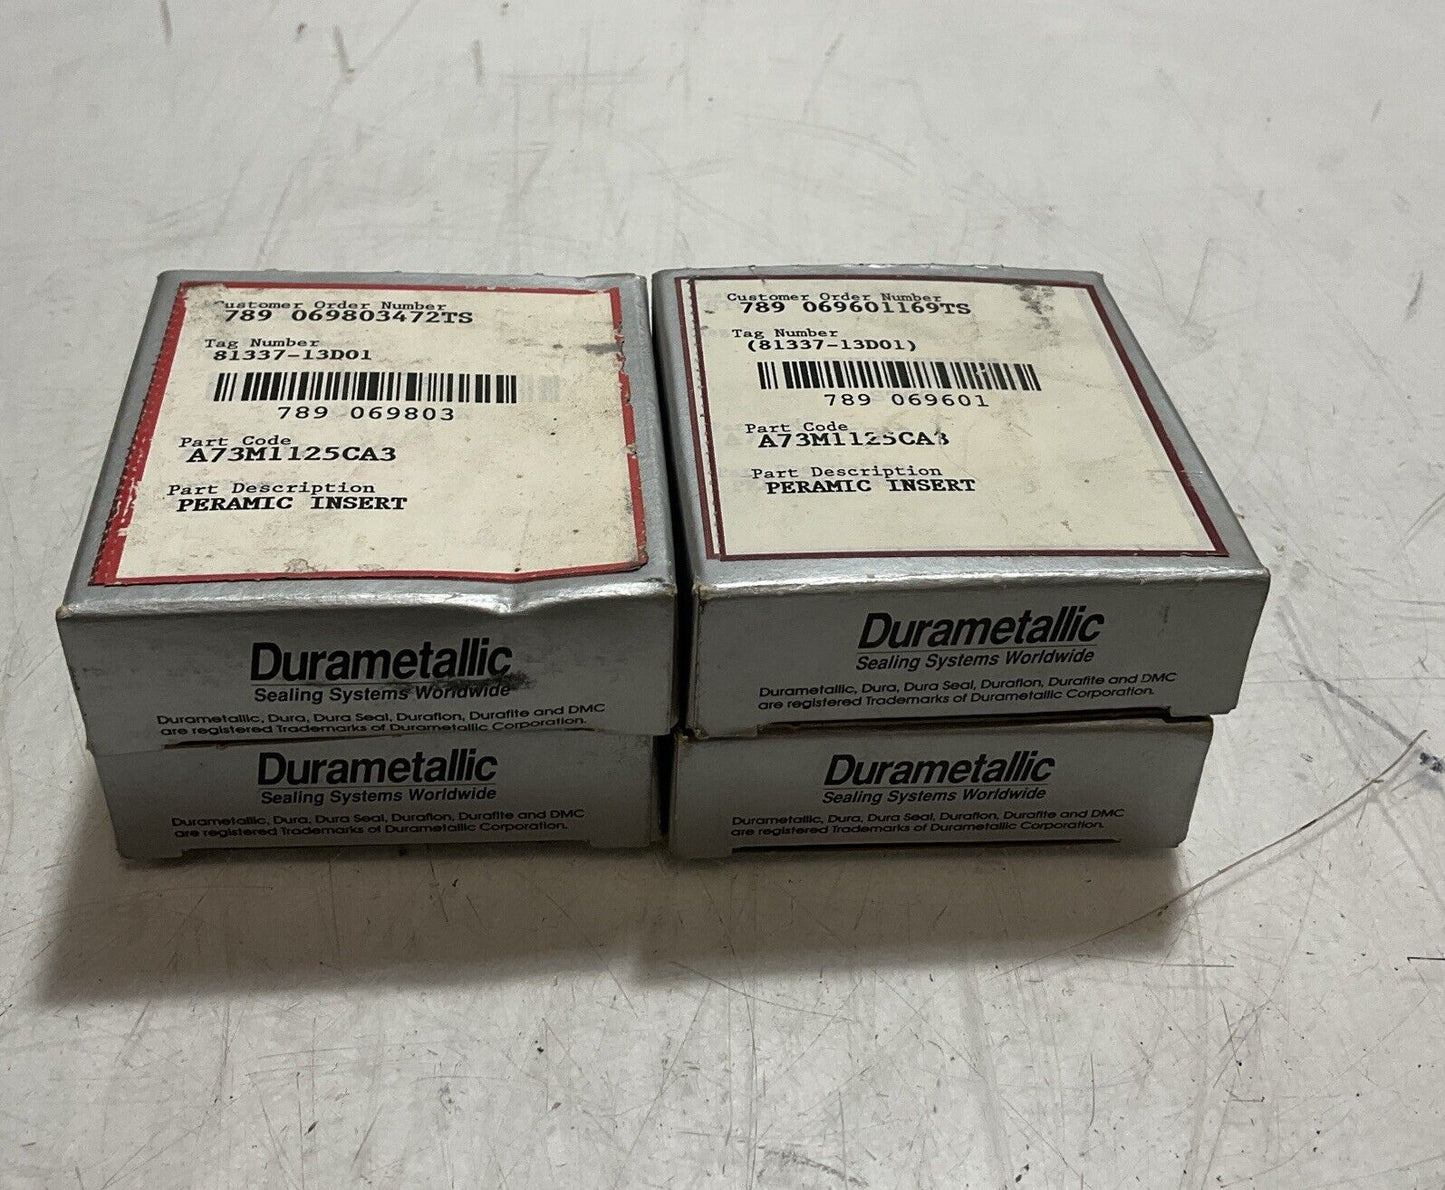 Customer Order Number
789 069803472TS
Tag Number
81337-13D01
789 069803
Part Code
A73M1125CA3
Part Description
PERAMIC INSERT
Durametallic
Sealing Systems Worldwide
Durametallic, Dura, Dura Seal, Duraflon, Durafite and DMC
are registered Trademarks of Durametallic Corporation.
Durametallic
Sealing Systems Worldwide
Durametallic, Dura, Dura Seal, Duraflon, Durafite and DMC
are registered Trademarks of Durametallic Corporation.
Customer Order Number
789 069601169TS
Tag Number
(81337-13D01)
789 069601
Part Code
A73M1125CA3
Part Description
PERAMIC INSERT
Durametallic
Sealing Systems Worldwide
Durametallic, Dura, Dura Seal, Duraflon, Durafite and DMC
are registered Trademarks of Durametallic Corporation.
Durametallic
Sealing Systems Worldwide
Durametallic, Dura, Dura Seal, Duraflon, Durafite and DMC
are registered Trademarks of Durametallic Corporation.